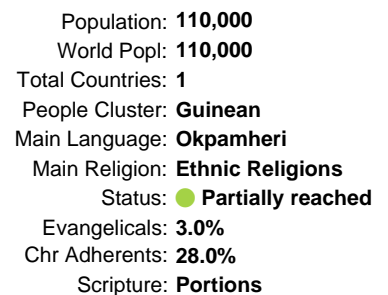 Population: 110,000
World Popl: 110,000
Total Countries: 1
People Cluster: Guinean
Main Language: Okpamheri
Main Religion: Ethnic Religions
Status: Partially reached
Evangelicals: 3.0%
Chr Adherents: 28.0%
Scripture: Portions